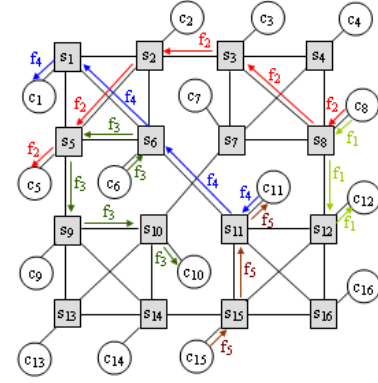 c2 c3 c4
s1 f4 s2 f2 s3 s4
c1 f2 f4 c7 f2 f2 c8
s5 f3 s6 s7 s8 f1
f2 c5 f3 c6 f3 f4 f1
f4 c11 c12
s9 f3 s10 s11 f5 s12 f1
f3 c10
c9 f5 c16
s13 s14 s15 s16
c13 c14 c15 f5